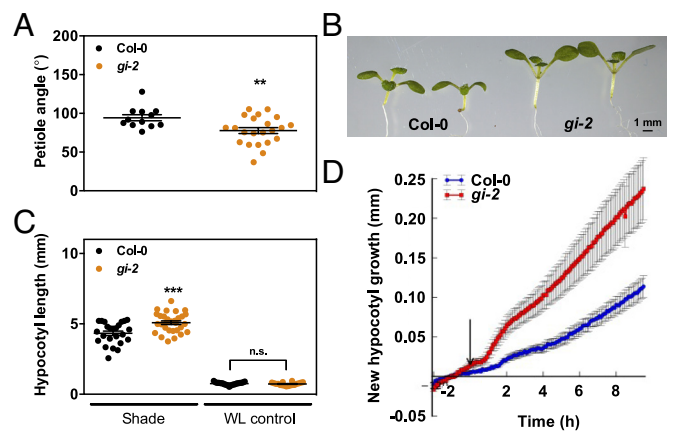 A
Col-0
gi-2
Petiole angle (°)
200
150
100
50
0
**
B
Col-0
gi-2
1 mm
C
Col-0
gi-2
Hypocotyl length (mm)
10
5
0
***
n.s.
Shade
WL control
D
Col-0
gi-2
New hypocotyl growth (mm)
0.25
0.20
0.15
0.10
0.05
-0.05
-2
2
4
6
8
Time (h)